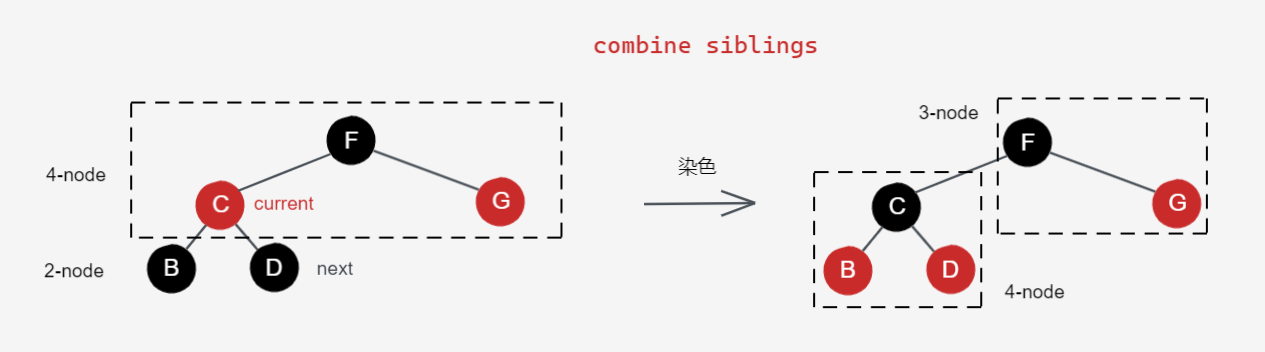 combine siblings
4-node
F
C
current
G
2-node
B
D
next
染色
3-node
F
C
G
B
D
4-node